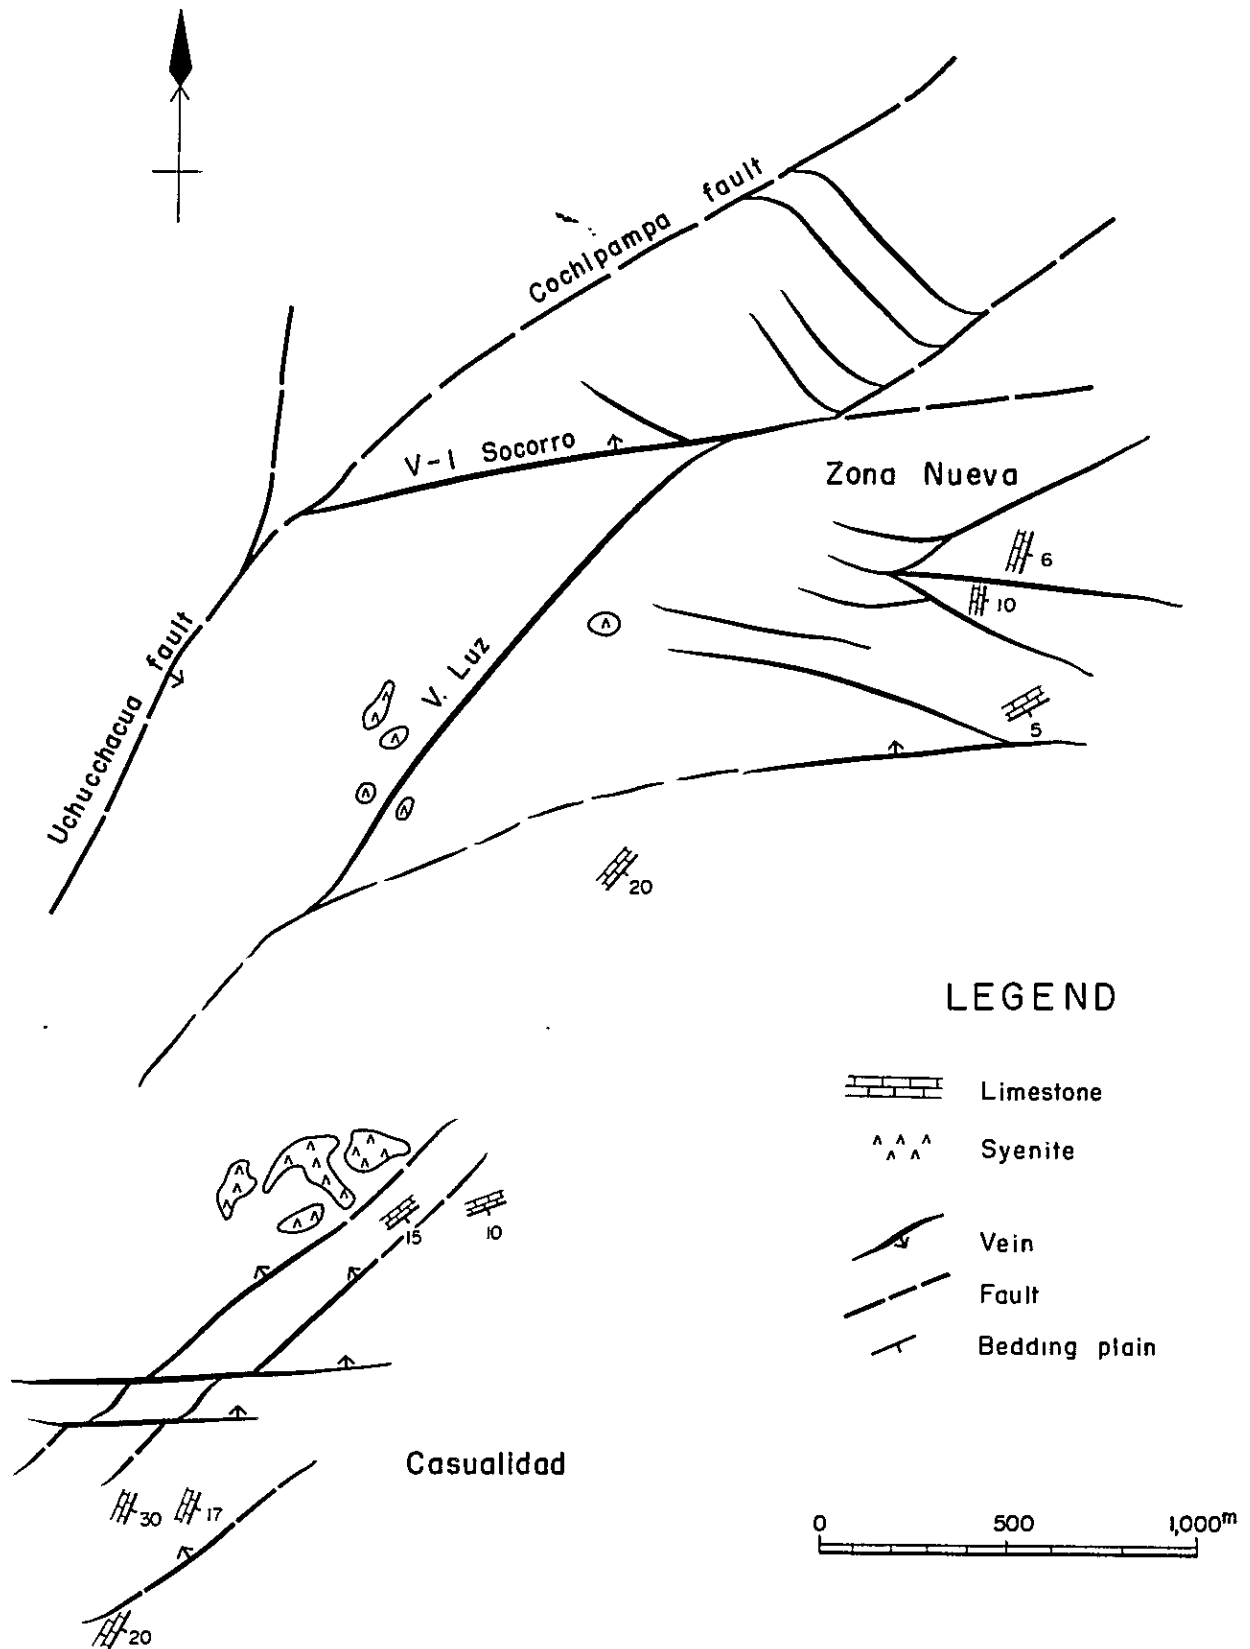 Cochipampa fault
V-I Socorro
Zona Nueva
6
10
Uchucchacua fault
V. Luz
5
20
LEGEND
Limestone
Syenite
15
10
Vein
Fault
Bedding plain
Casualidad
30
17
0 500 1,000m
20